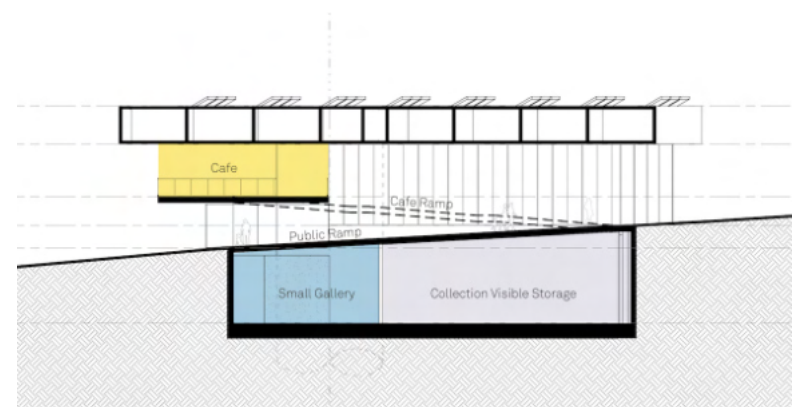 Cafe
Cafe Ramp
Public Ramp
Small Gallery
Collection Visible Storage